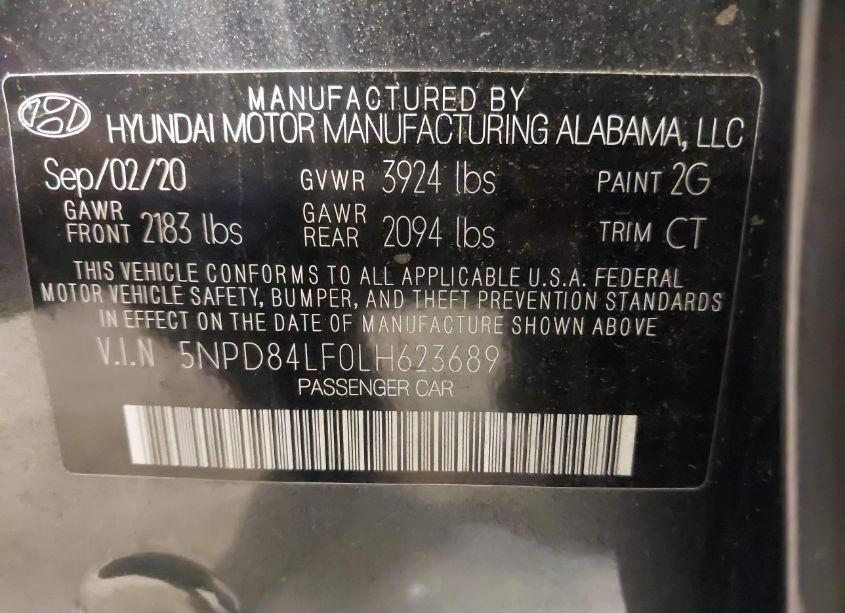 MANUFACTURED BY
HYUNDAI MOTOR MANUFACTURING ALABAMA, LLC
Sep/02/20 GVWR 3924 lbs PAINT 2G
GAWR FRONT 2183 lbs GAWR REAR 2094 lbs TRIM CT
THIS VEHICLE CONFORMS TO ALL APPLICABLE U.S.A. FEDERAL
MOTOR VEHICLE SAFETY, BUMPER, AND THEFT PREVENTION STANDARDS
IN EFFECT ON THE DATE OF MANUFACTURE SHOWN ABOVE
V.I.N 5NPD84LF0LH623689
PASSENGER CAR